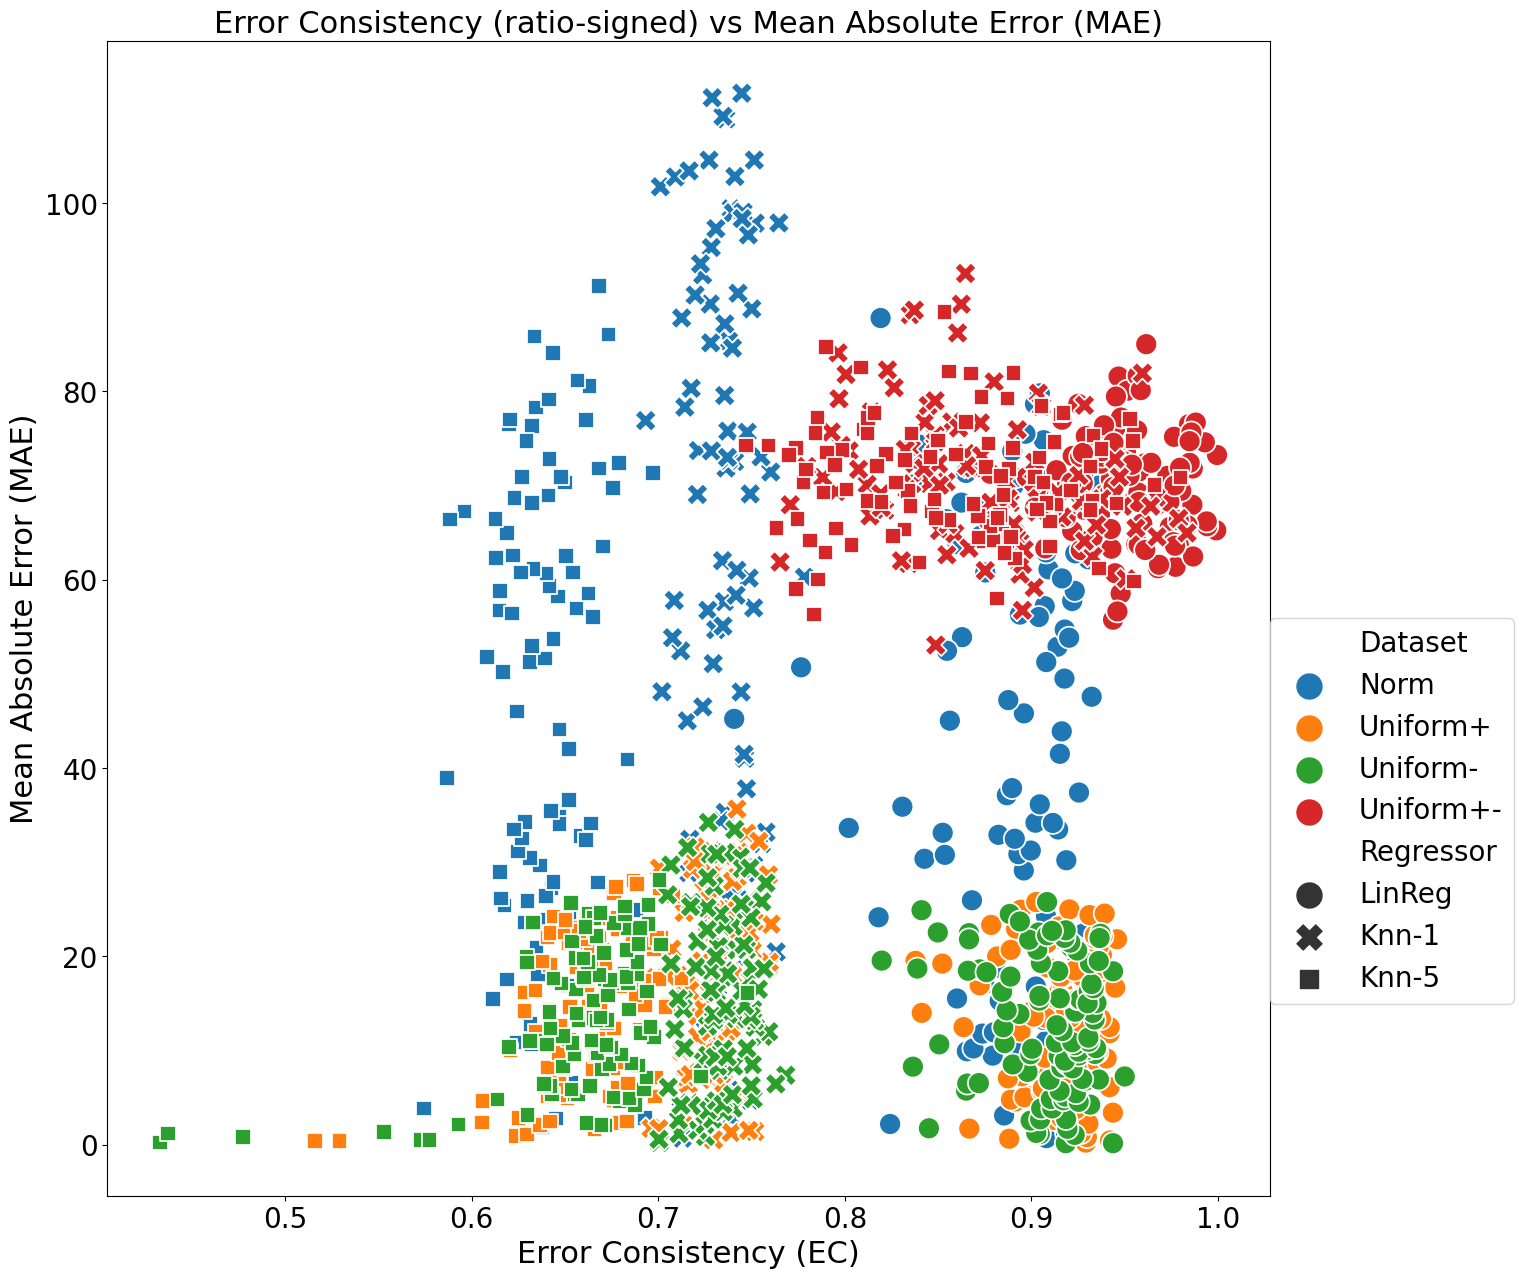 Error Consistency (ratio-signed) vs Mean Absolute Error (MAE)
Mean Absolute Error (MAE)
100
80
60
40
20
0
0.5
0.6
0.7
0.8
0.9
1.0
Error Consistency (EC)
Dataset
Norm
Uniform+
Uniform-
Uniform+-
Regressor
LinReg
Knn-1
Knn-5